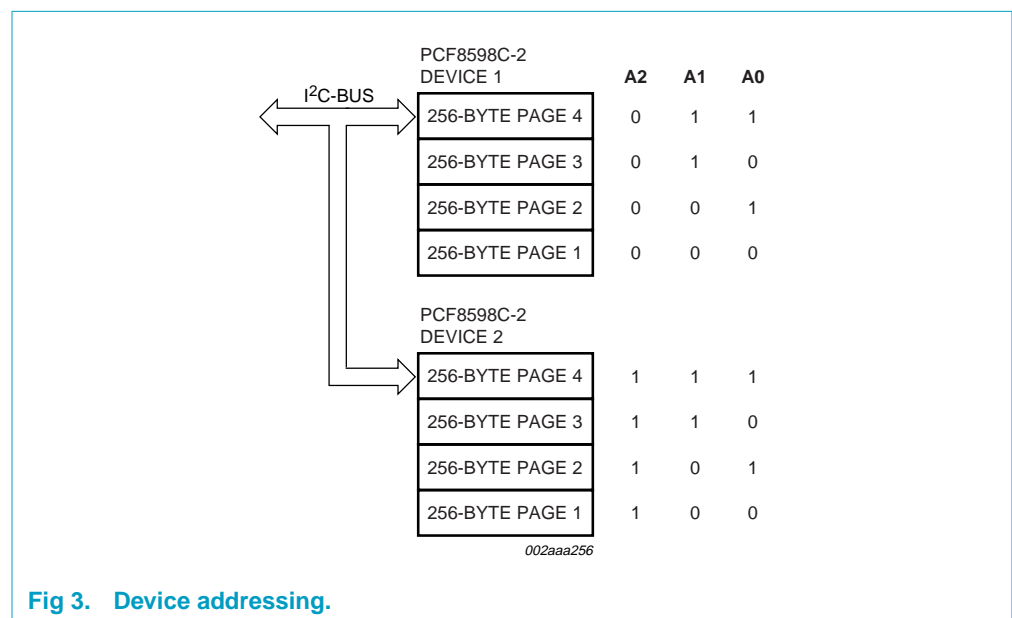 PCF8598C-2
DEVICE 1 A2 A1 A0
I2C-BUS
256-BYTE PAGE 4 0 1 1
256-BYTE PAGE 3 0 1 0
256-BYTE PAGE 2 0 0 1
256-BYTE PAGE 1 0 0 0
PCF8598C-2
DEVICE 2
256-BYTE PAGE 4 1 1 1
256-BYTE PAGE 3 1 1 0
256-BYTE PAGE 2 1 0 1
256-BYTE PAGE 1 1 0 0
002aaa256
Fig 3. Device addressing.